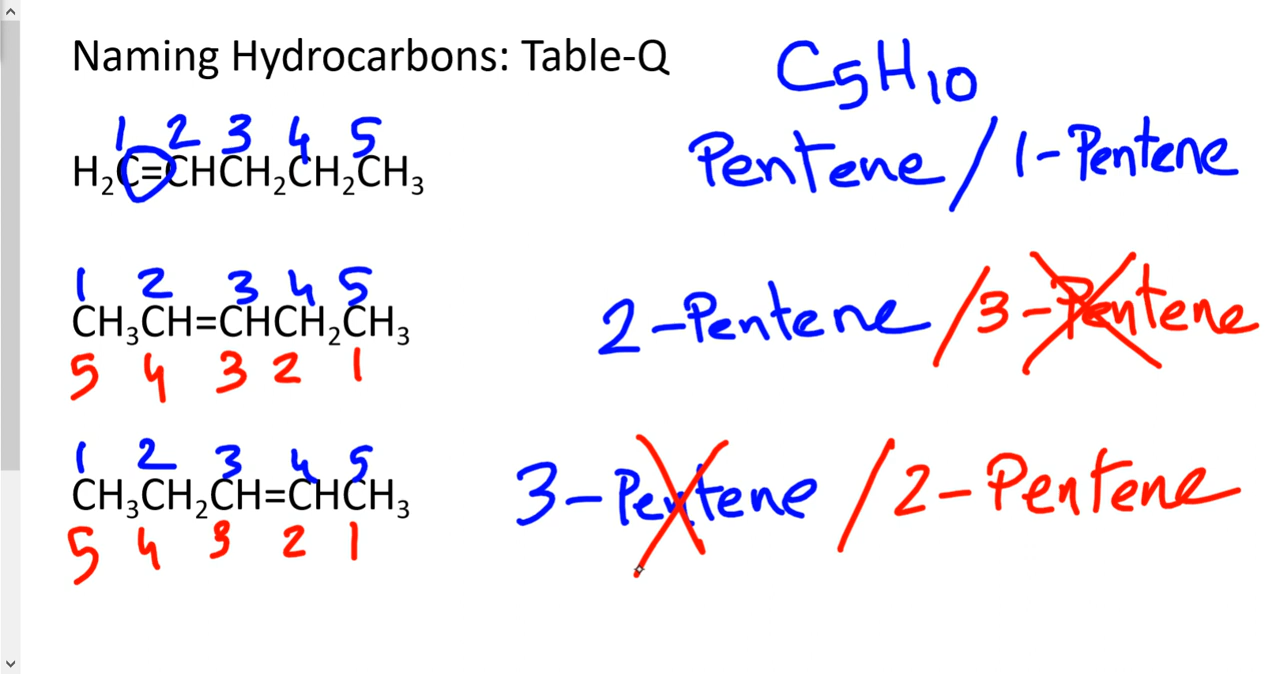 Naming Hydrocarbons: Table-Q
C5H10
1 2 3 4 5
H₂C=CHCH₂CH₂CH₃
Pentene / 1-Pentene
1 2 3 4 5
CH₃CH=CHCH₂CH₃
5 4 3 2 1
2-Pentene / 3-Pentene
1 2 3 4 5
CH₃CH₂CH=CHCH₃
5 4 3 2 1
3-Pentene / 2-Pentene